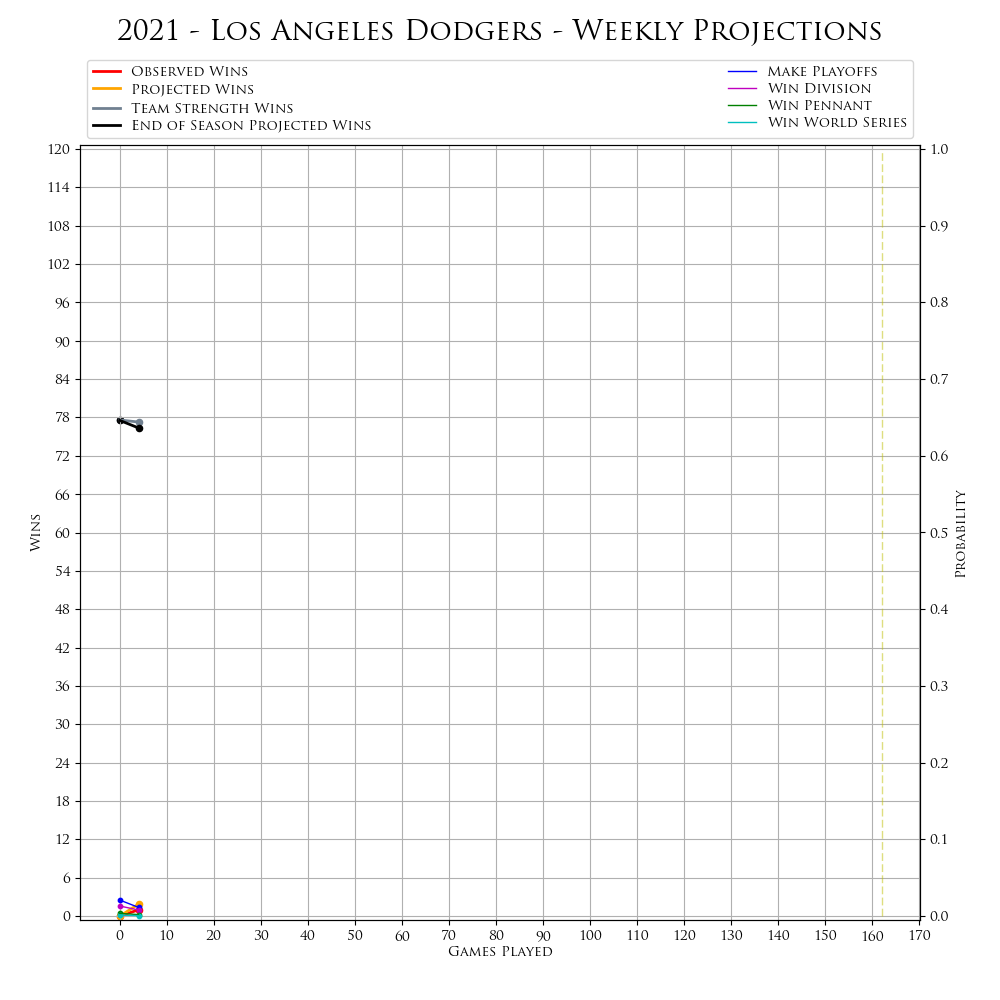 2021 - Los Angeles Dodgers - Weekly Projections
Observed Wins
Projected Wins
Team Strength Wins
End of Season Projected Wins
Make Playoffs
Win Division
Win Pennant
Win World Series
120
114
108
102
96
90
84
78
72
66
60
54
48
42
36
30
24
18
12
6
0
Wins
1.0
0.9
0.8
0.7
0.6
0.5
0.4
0.3
0.2
0.1
0.0
Probability
0 10 20 30 40 50 60 70 80 90 100 110 120 130 140 150 160 170
Games Played